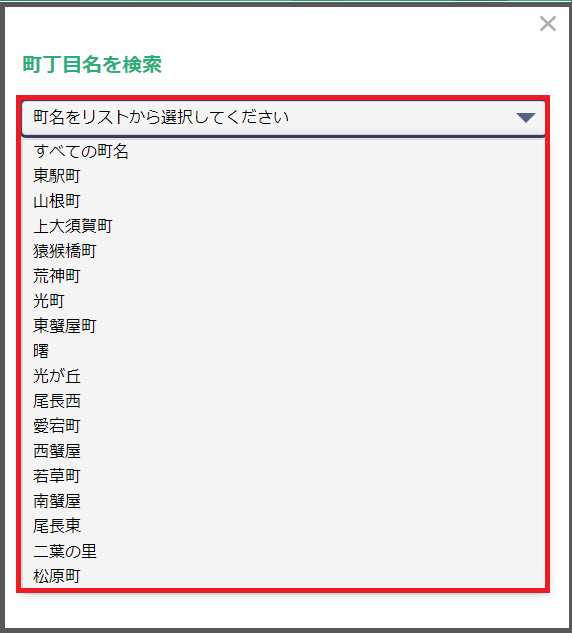 町丁目名を検索
町名をリストから選択してください
すべての町名
東駅町
山根町
上大須賀町
猿猴橋町
荒神町
光町
東蟹屋町
曙
光が丘
尾長西
愛宕町
西蟹屋
若草町
南蟹屋
尾長東
二葉の里
松原町